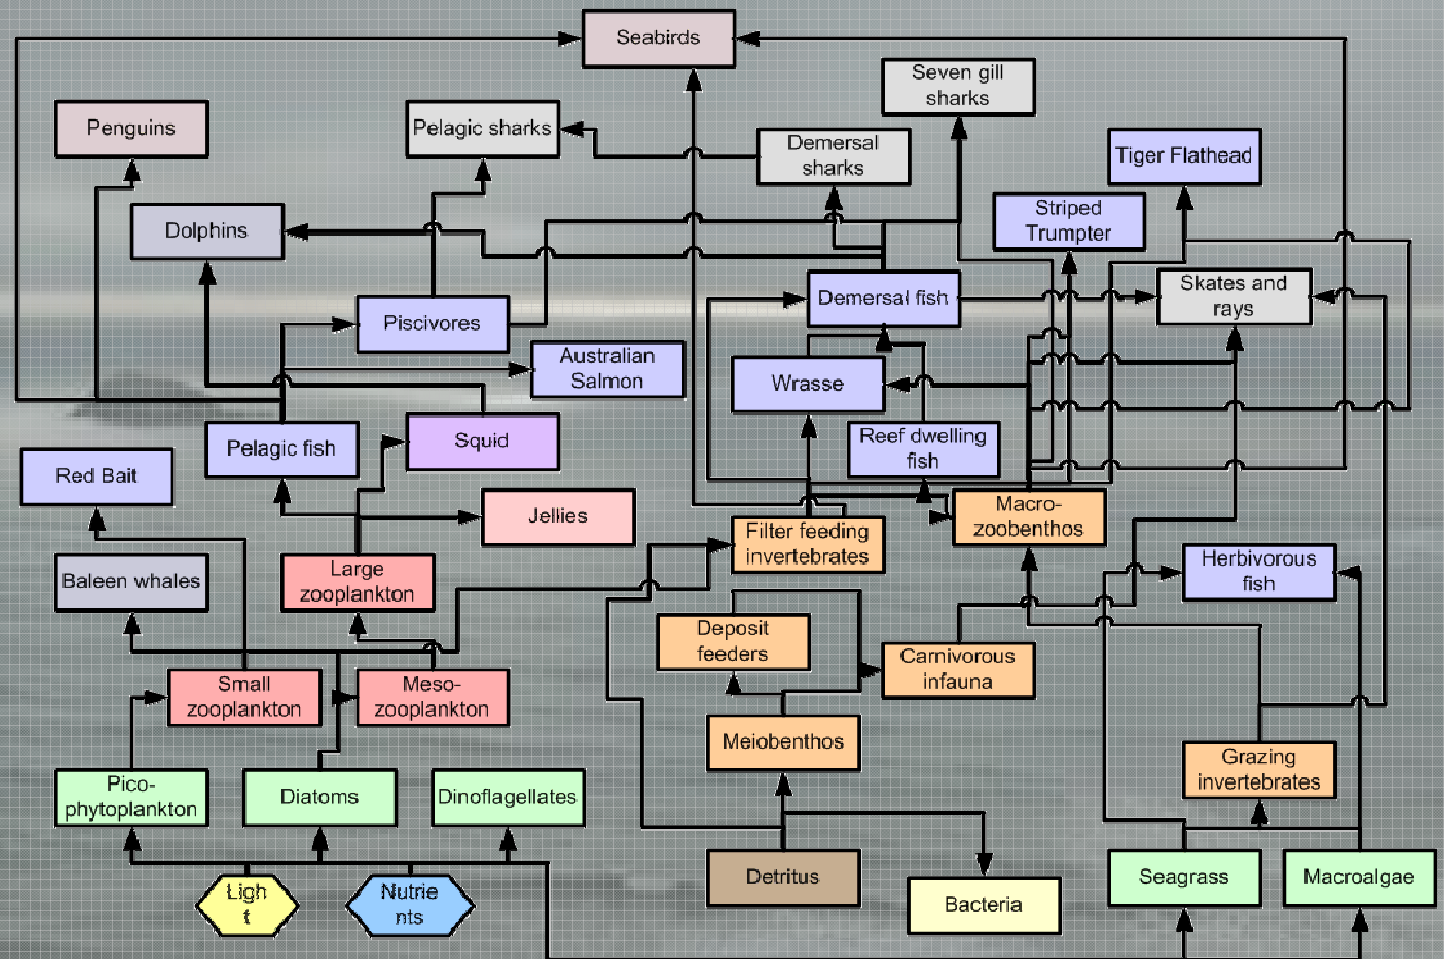 Seabirds
Seven gill
sharks
Penguins
Pelagic sharks
Demersal
sharks
Tiger Flathead
Dolphins
Striped
Trumpter
Piscivores
Demersal fish
Skates and
rays
Australian
Salmon
Wrasse
Pelagic fish
Squid
Reef dwelling
fish
Red Bait
Jellies
Filter feeding
invertebrates
Macro-
zoobenthos
Baleen whales
Large
zooplankton
Herbivorous
fish
Deposit
feeders
Carnivorous
infauna
Small
zooplankton
Meso-
zooplankton
Meiobenthos
Grazing
invertebrates
Pico-
phytoplankton
Diatoms
Dinoflagellates
Ligh
t
Nutrie
nts
Detritus
Bacteria
Seagrass
Macroalgae